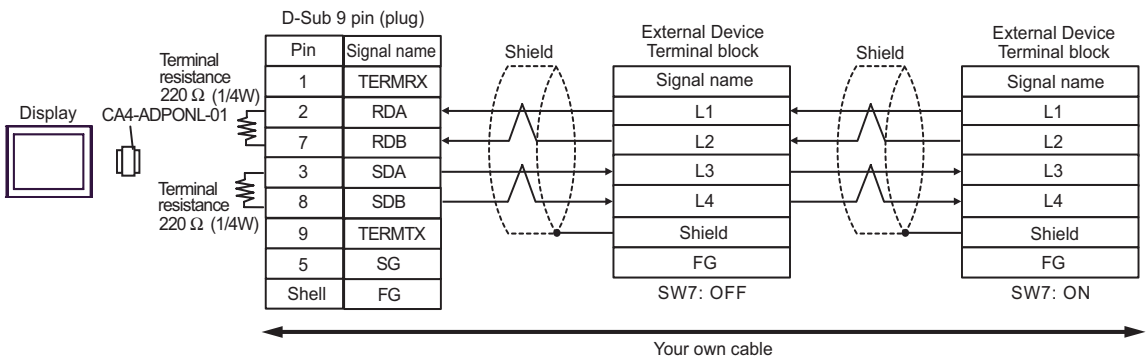 D-Sub 9 pin (plug)
External Device
Terminal block
External Device
Terminal block
Shield
Shield
Terminal
resistance
220 Ω (1/4W)
Display
CA4-ADPONL-01
Terminal
resistance
220 Ω (1/4W)
Pin Signal name
1 TERMRX
2 RDA
7 RDB
3 SDA
8 SDB
9 TERMTX
5 SG
Shell FG
Signal name
L1
L2
L3
L4
Shield
FG
SW7: OFF
Signal name
L1
L2
L3
L4
Shield
FG
SW7: ON
Your own cable